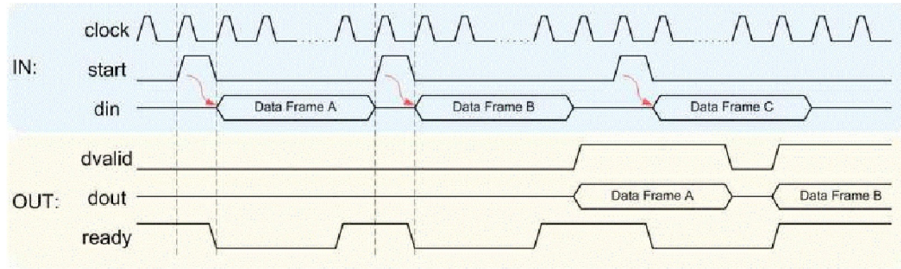 clock
IN:
start
din
Data Frame A
Data Frame B
Data Frame C
dvalid
OUT:
dout
Data Frame A
Data Frame B
ready